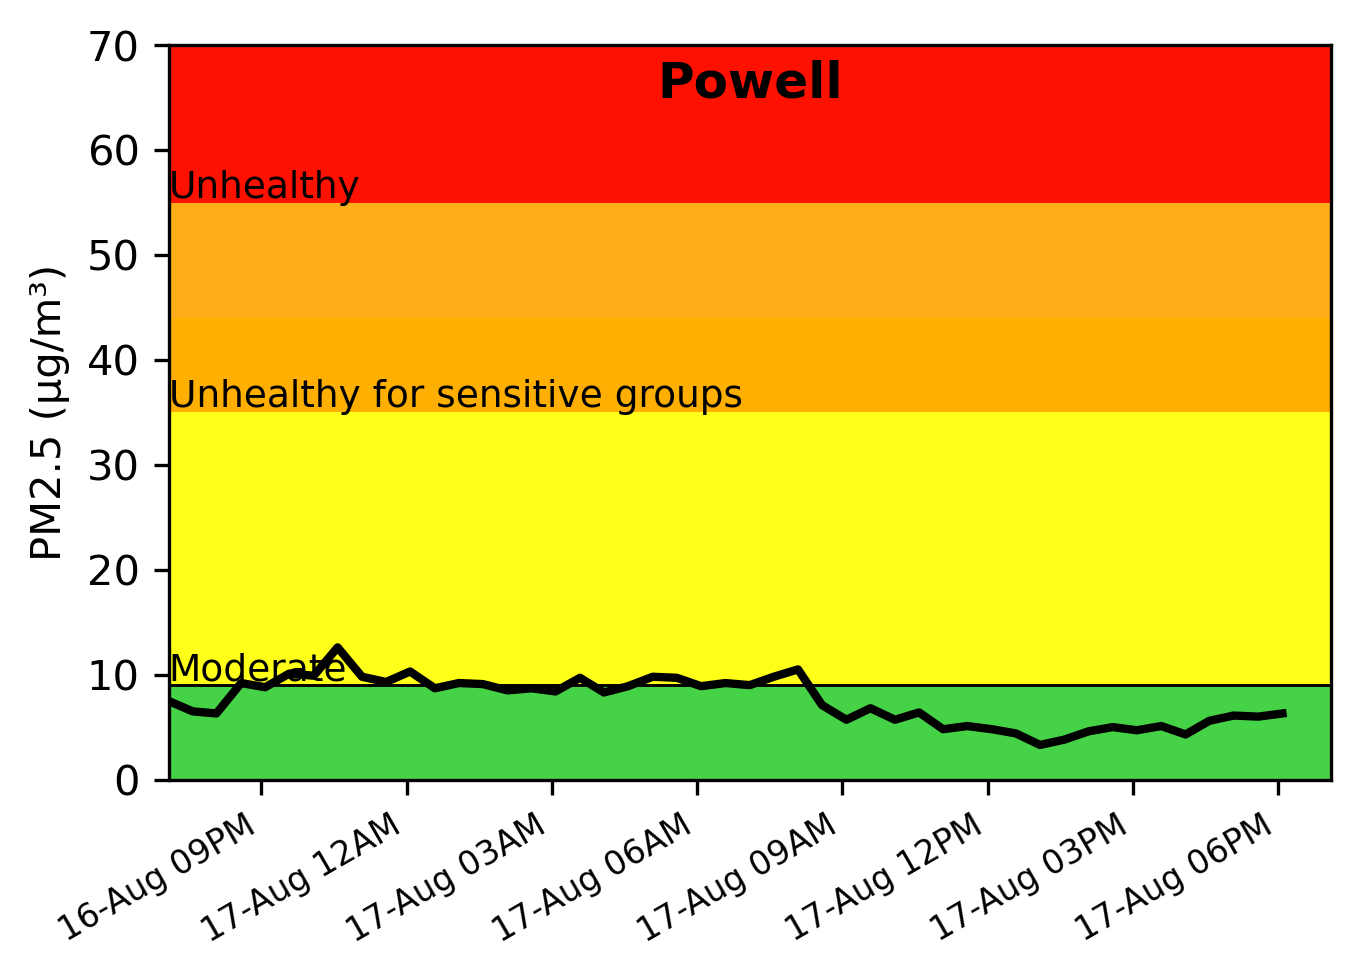 Powell
70
60
50
40
30
20
10
0
PM2.5 (µg/m³)
Unhealthy
Unhealthy for sensitive groups
Moderate
16-Aug 09PM
17-Aug 12AM
17-Aug 03AM
17-Aug 06AM
17-Aug 09AM
17-Aug 12PM
17-Aug 03PM
17-Aug 06PM